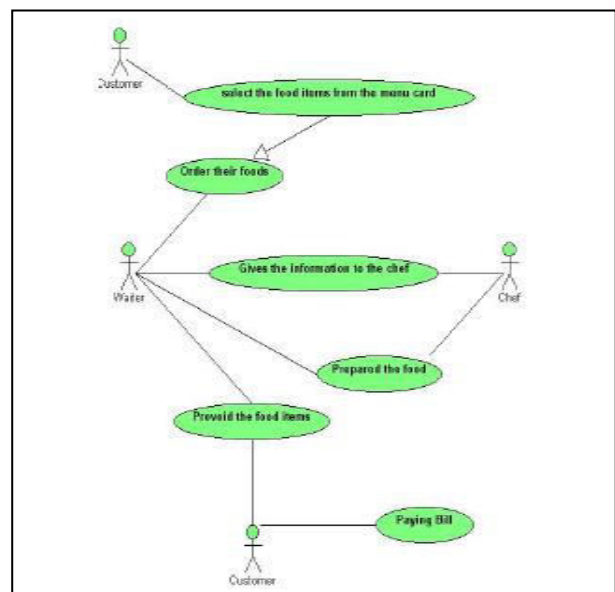 Customer
select the food items from the menu card
Order their foods
Waiter
Gives the information to the chef
Chef
Prepared the food
Provoid the food items
Customer
Paying Bill